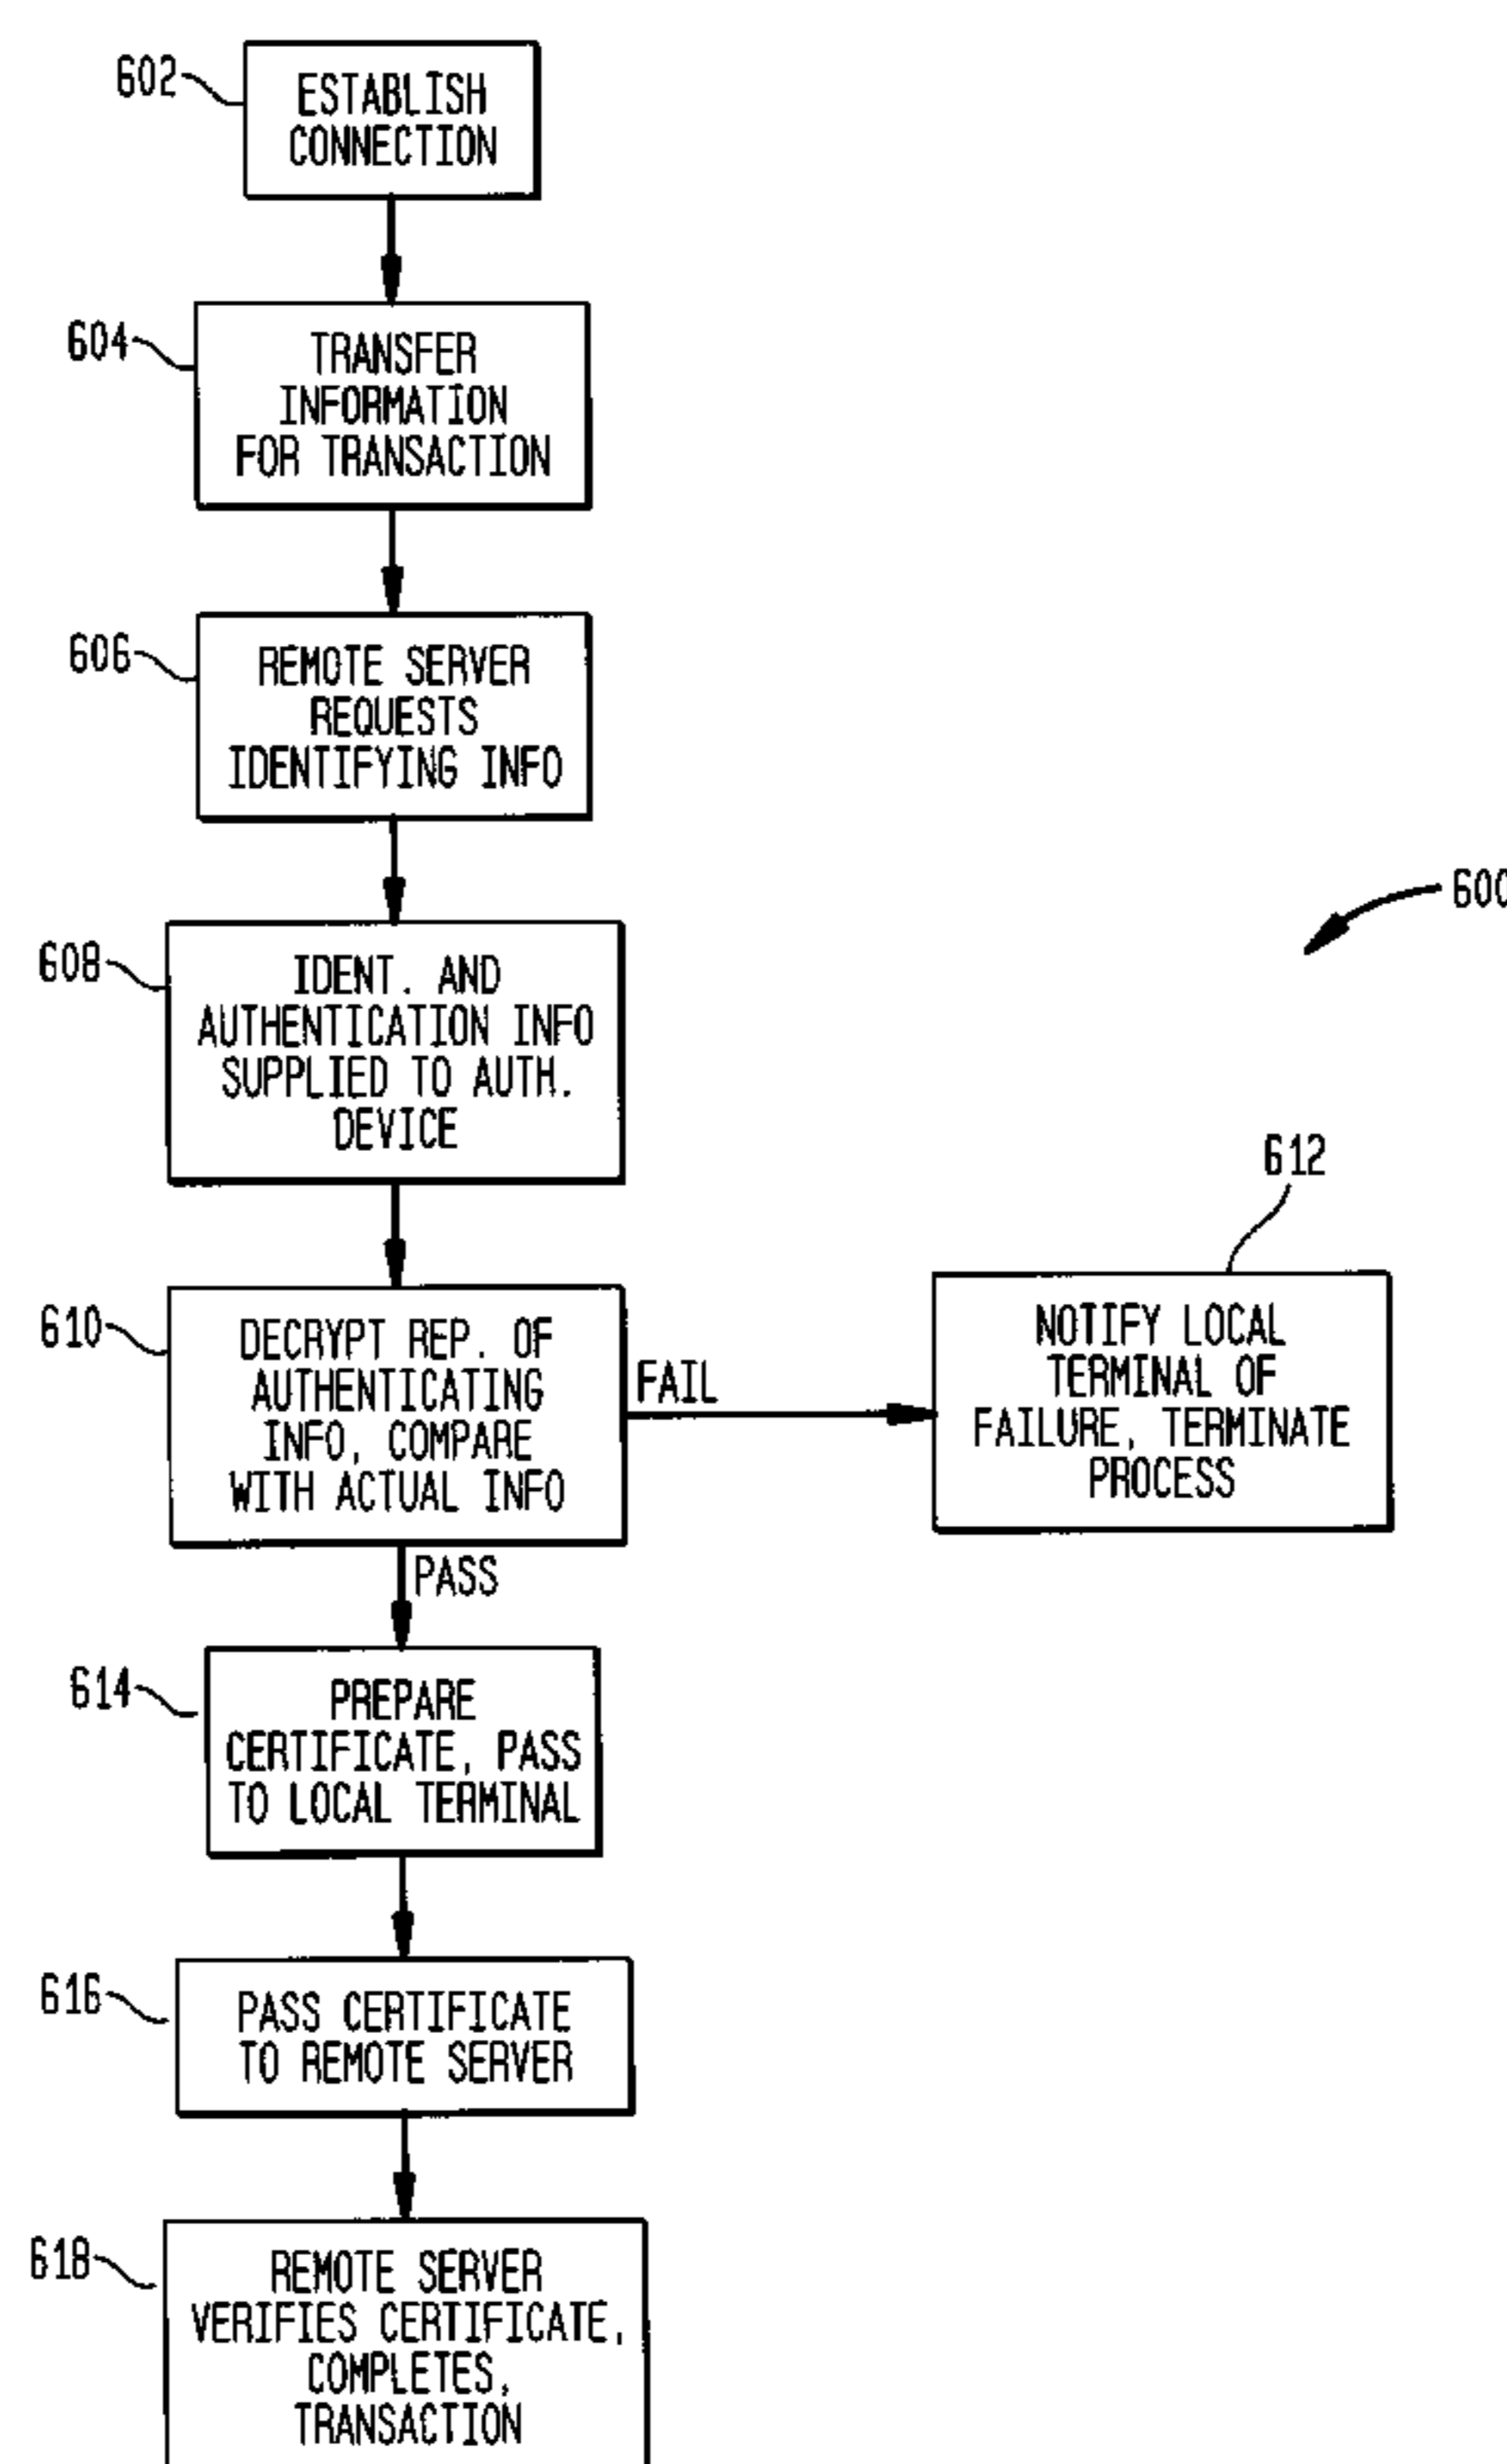 602
ESTABLISH
CONNECTION
604
TRANSFER
INFORMATION
FOR TRANSACTION
606
REMOTE SERVER
REQUESTS
IDENTIFYING INFO
600
608
IDENT. AND
AUTHENTICATION INFO
SUPPLIED TO AUTH.
DEVICE
610
DECRYPT REP. OF
AUTHENTICATING
INFO, COMPARE
WITH ACTUAL INFO
FAIL
612
NOTIFY LOCAL
TERMINAL OF
FAILURE, TERMINATE
PROCESS
PASS
614
PREPARE
CERTIFICATE, PASS
TO LOCAL TERMINAL
616
PASS CERTIFICATE
TO REMOTE SERVER
618
REMOTE SERVER
VERIFIES CERTIFICATE,
COMPLETES,
TRANSACTION